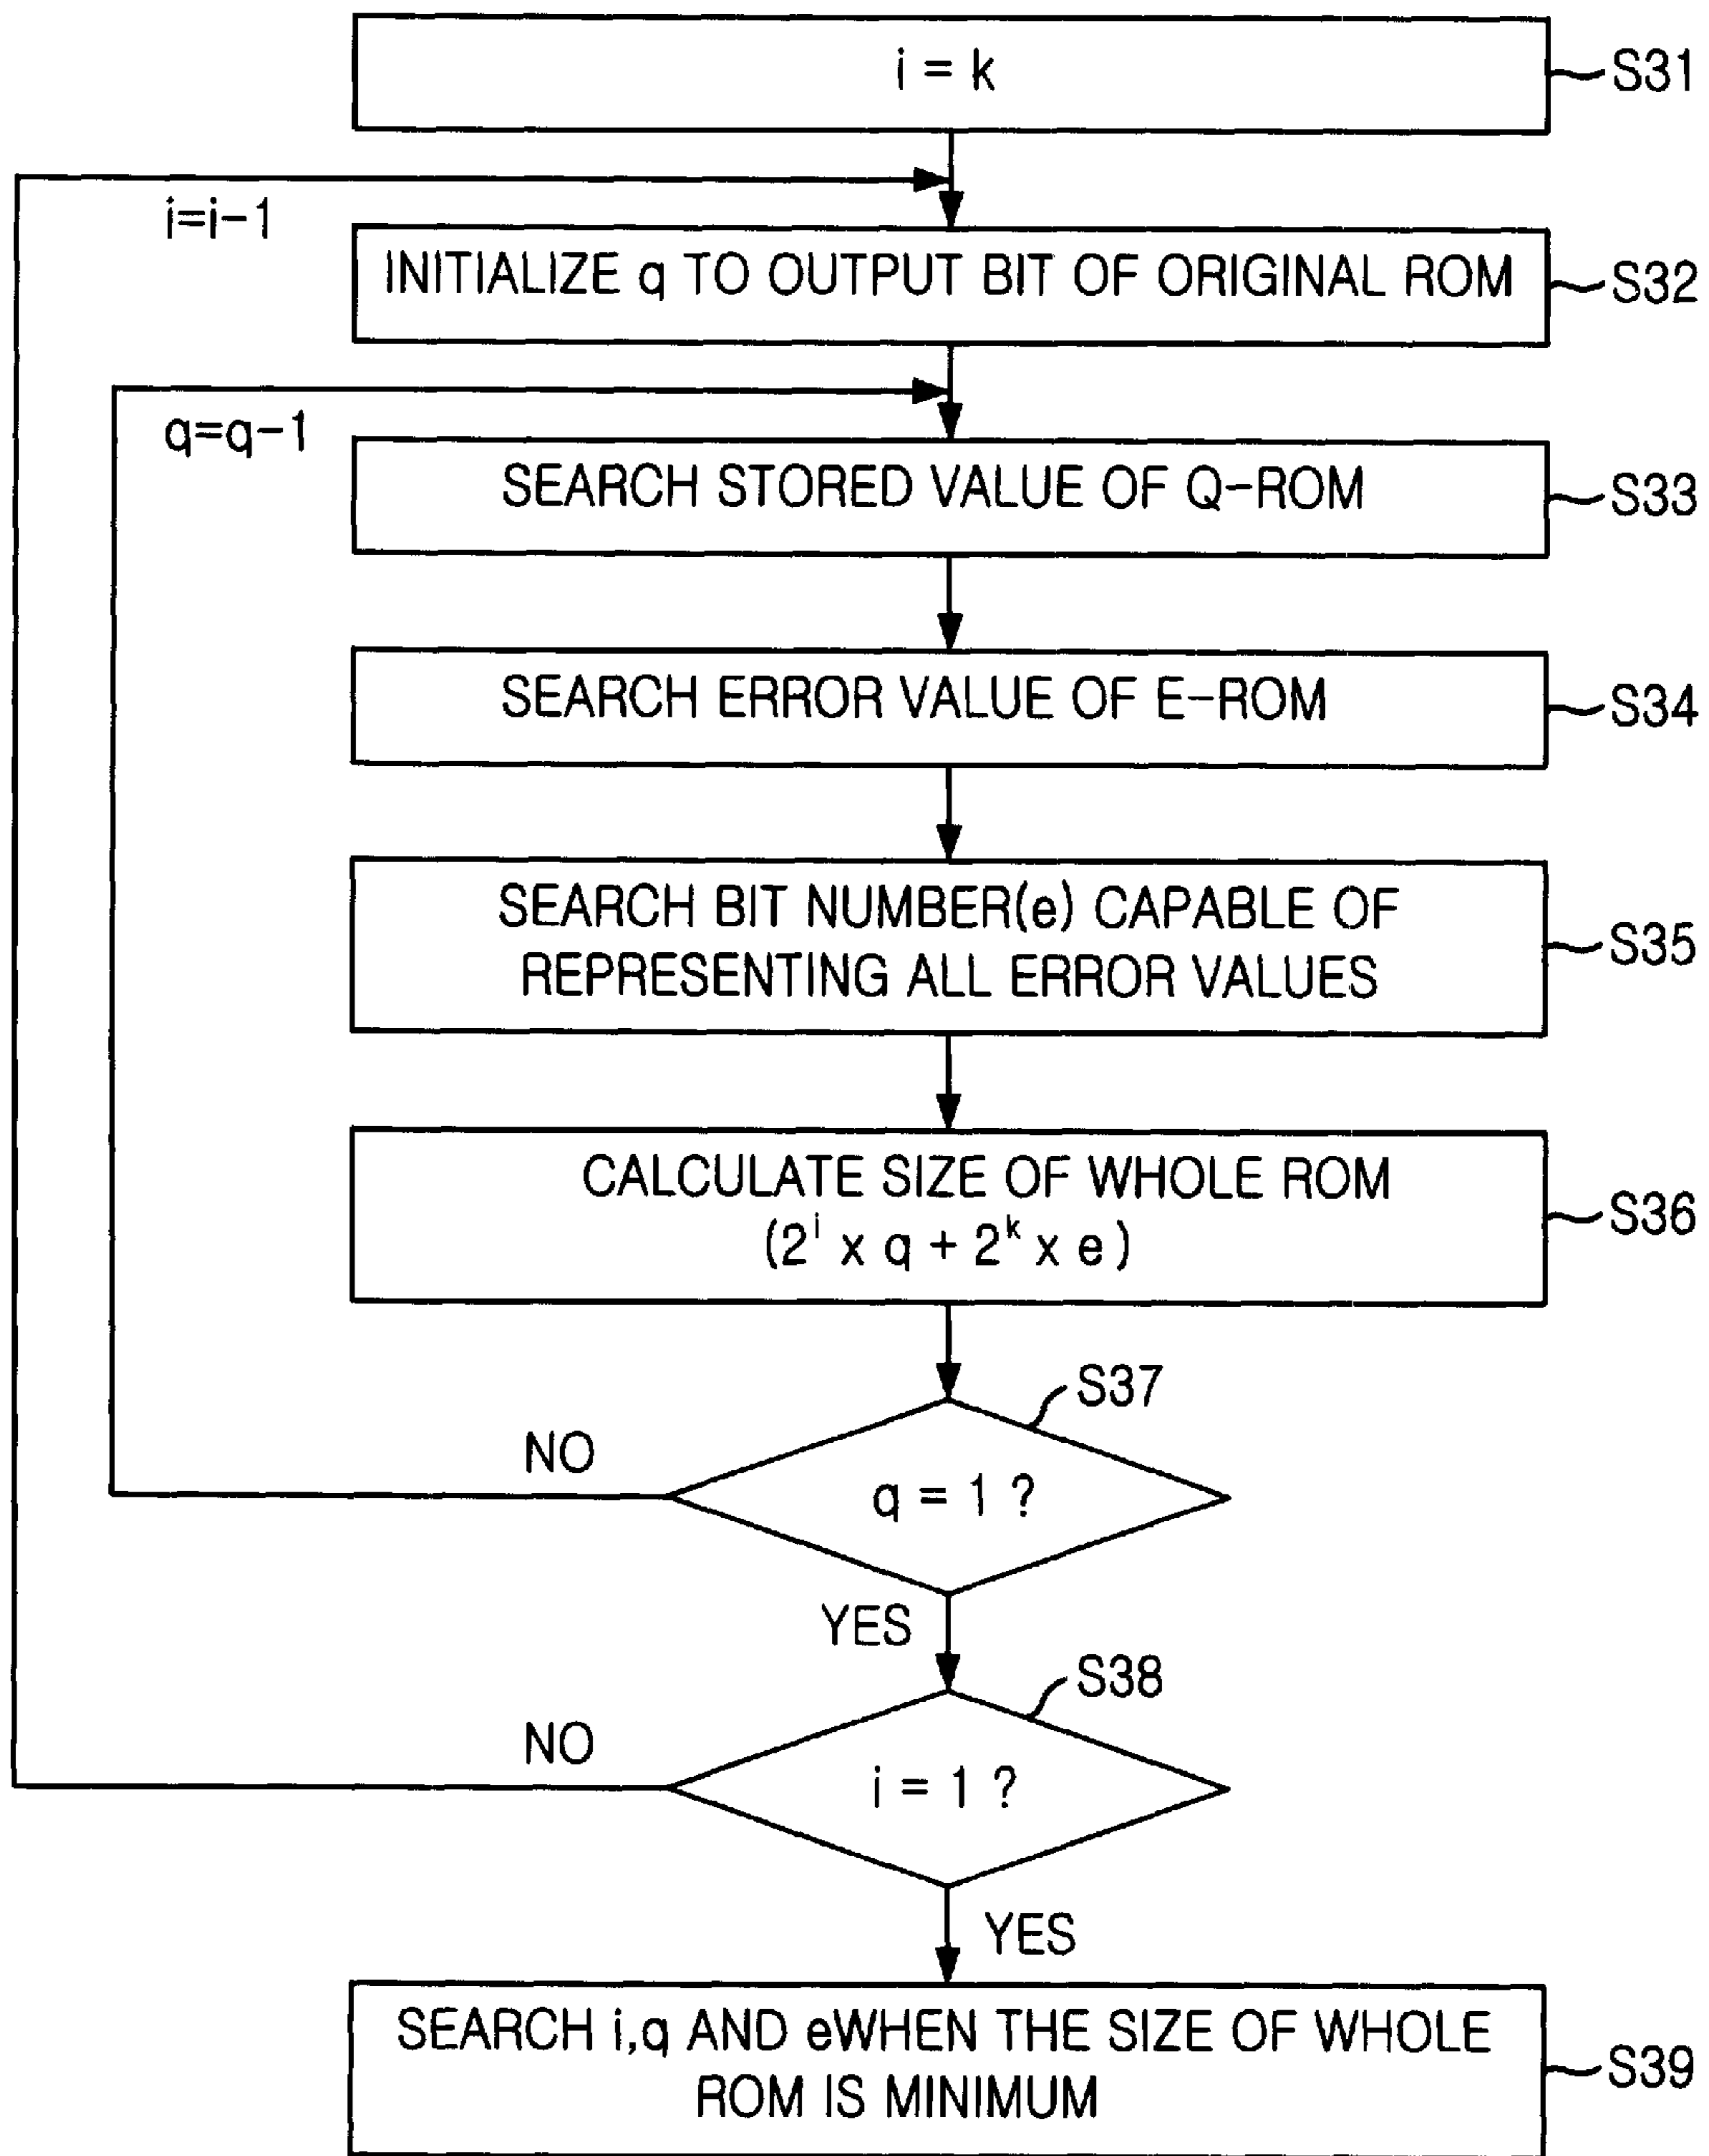 i = k
S31
i=i-1
INITIALIZE q TO OUTPUT BIT OF ORIGINAL ROM
S32
q=q-1
SEARCH STORED VALUE OF Q-ROM
S33
SEARCH ERROR VALUE OF E-ROM
S34
SEARCH BIT NUMBER(e) CAPABLE OF
REPRESENTING ALL ERROR VALUES
S35
CALCULATE SIZE OF WHOLE ROM
(2^i x q + 2^k x e )
S36
S37
NO
q = 1 ?
YES
S38
NO
i = 1 ?
YES
SEARCH i,q AND eWHEN THE SIZE OF WHOLE
ROM IS MINIMUM
S39